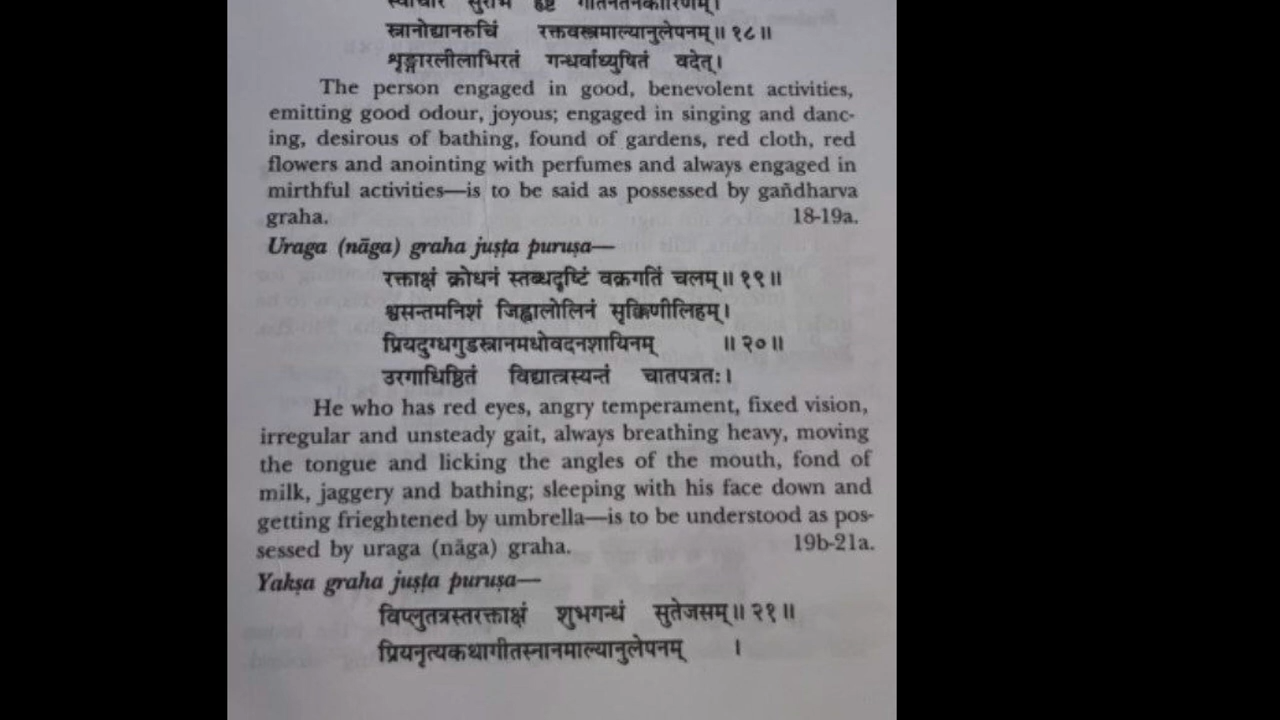 स्नानोद्यानरुचिं रक्तवस्त्रमाल्यानुलेपनम्॥ १८॥
शृङ्गारलीलाभिरतं गन्धर्वाध्युषितं वदेत्।
The person engaged in good, benevolent activities,
emitting good odour, joyous; engaged in singing and danc-
ing, desirous of bathing, found of gardens, red cloth, red
flowers and anointing with perfumes and always engaged in
mirthful activities—is to be said as possessed by gañdharva
graha. 18-19a.
Uraga (nāga) graha juṣṭa puruṣa—
रक्ताक्षं क्रोधनं स्तब्धदृष्टिं वक्रगतिं चलम्॥ १९॥
श्वसन्तमनिशं जिह्वालोलिनं सृक्किणीलिहम्।
प्रियदुग्धगुडस्नानमधोवदनशायिनम् ॥ २०॥
उरगाधिष्ठितं विद्यात्त्रस्यन्तं चातपत्रतः।
He who has red eyes, angry temperament, fixed vision,
irregular and unsteady gait, always breathing heavy, moving
the tongue and licking the angles of the mouth, fond of
milk, jaggery and bathing; sleeping with his face down and
getting frieghtened by umbrella—is to be understood as pos-
sessed by uraga (nāga) graha. 19b-21a.
Yakṣa graha juṣṭa puruṣa—
विप्लुतत्रस्तरक्ताक्षं शुभगन्धं सुतेजसम्॥ २१॥
प्रियनृत्यकथागीतस्नानमाल्यानुलेपनम् ।